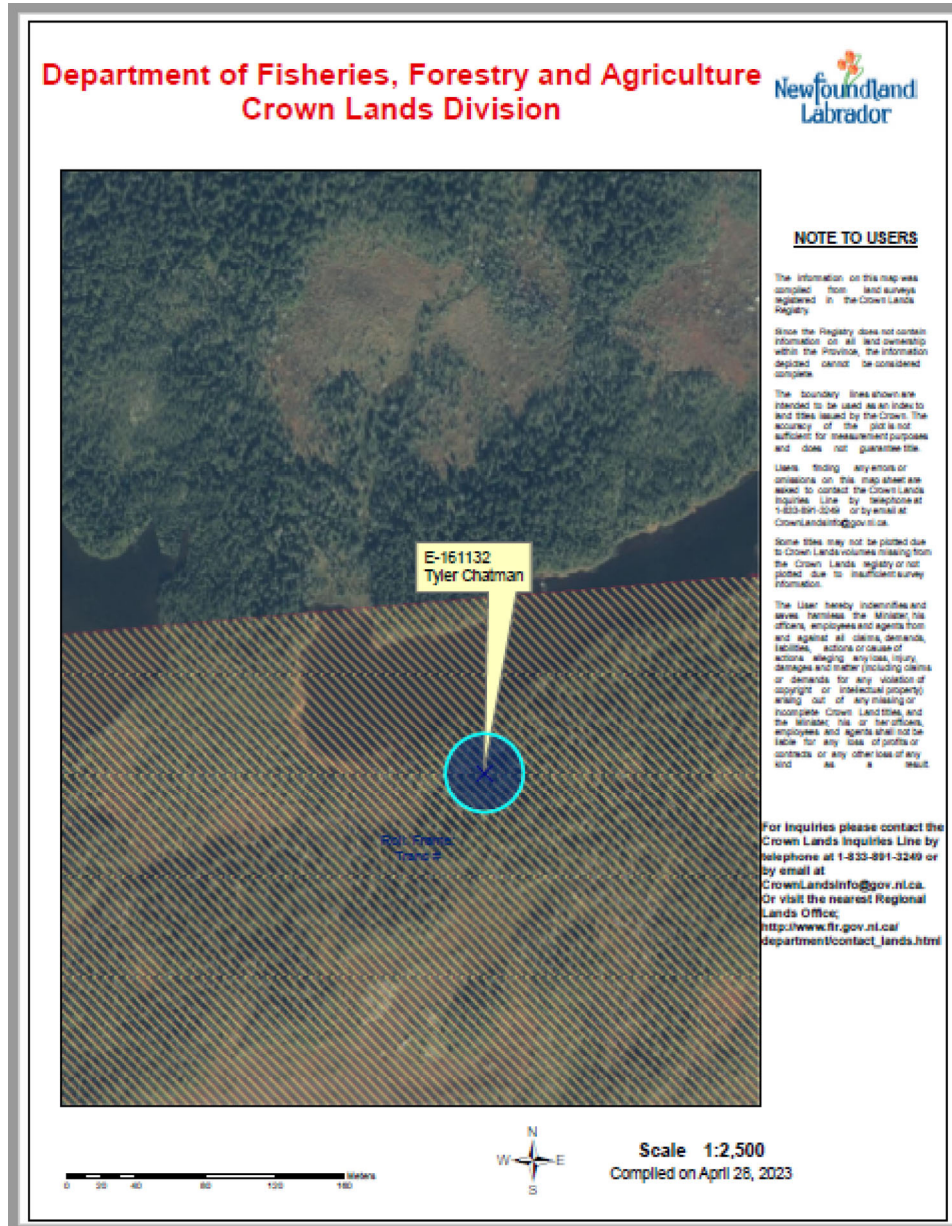 Department of Fisheries, Forestry and Agriculture
Crown Lands Division
Newfoundland
Labrador
NOTE TO USERS
The information on this map was
compiled from land surveys
registered in the Crown Lands
Registry.
Since the Registry does not contain
information on all land ownership
within the Province, the information
depicted cannot be considered
complete.
The boundary lines shown are
intended to be used as an index to
land titles issued by the Crown. The
accuracy of the plot is not
sufficient for measurement purposes
and does not guarantee title.
Users finding any errors or
omissions on this map sheet are
asked to contact the Crown Lands
Inquiries Line by telephone at
1-833-891-3249 or by email at
CrownLandsInfo@gov.nl.ca.
Some titles may not be plotted due
to Crown Lands volumes missing from
the Crown Lands registry or not
plotted due to insufficient survey
information.
The User hereby indemnifies and
saves harmless the Minister, his
officers, employees and agents from
and against all claims, demands,
liabilities, actions or cause of
actions alleging any loss, injury,
damages and matter (including claims
or demands for any violation of
copyright or intellectual property)
arising out of any missing or
incomplete Crown Land titles, and
the Minister, his or her officers,
employees and agents shall not be
liable for any loss of profits or
contracts or any other loss of any
kind as a result.
E-161132
Tyler Chatman
For inquiries please contact the
Crown Lands Inquiries Line by
telephone at 1-833-891-3249 or
by email at
CrownLandsInfo@gov.nl.ca.
Or visit the nearest Regional
Lands Office;
http://www.flr.gov.nl.ca/
department/contact_lands.html
N
W E
S
Scale 1:2,500
Compiled on April 28, 2023
Meters
0 20 40 80 120 160